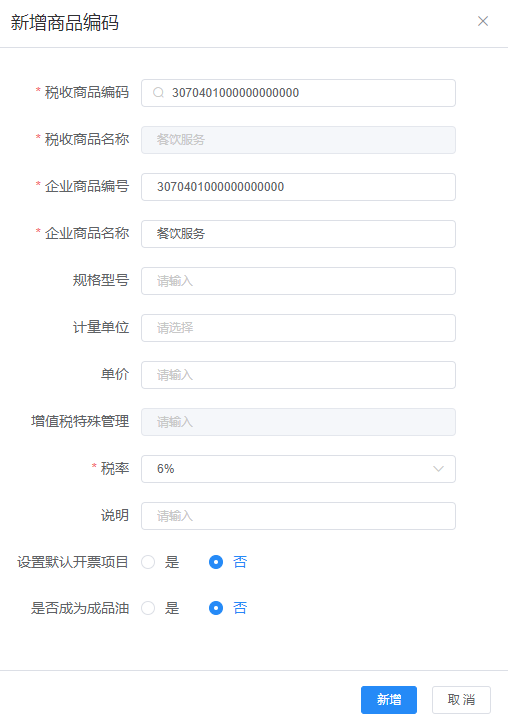 新增商品编码
* 税收商品编码 3070401000000000000
* 税收商品名称 餐饮服务
* 企业商品编号 3070401000000000000
* 企业商品名称 餐饮服务
规格型号 请输入
计量单位 请选择
单价 请输入
增值税特殊管理 请输入
* 税率 6%
说明 请输入
设置默认开票项目 是 否
是否成为成品油 是 否
新增 取消